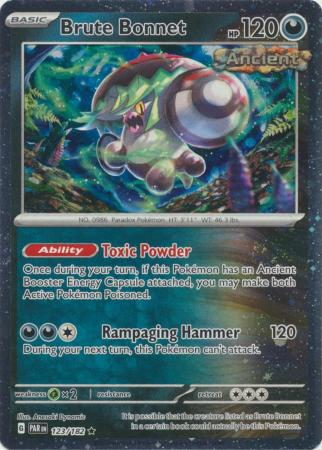 BASIC
Brute Bonnet
HP 120
Ancient
NO. 0986 Paradox Pokémon HT: 3'11" WT: 46.3 lbs.
Ability Toxic Powder
Once during your turn, if this Pokémon has an Ancient
Booster Energy Capsule attached, you may make both
Active Pokémon Poisoned.
Rampaging Hammer 120
During your next turn, this Pokémon can't attack.
weakness ×2 resistance retreat
Illus. Anesaki Dynamic
G PAR EN 123/182
It is possible that the creature listed as Brute Bonnet
in a certain book could actually be this Pokémon.